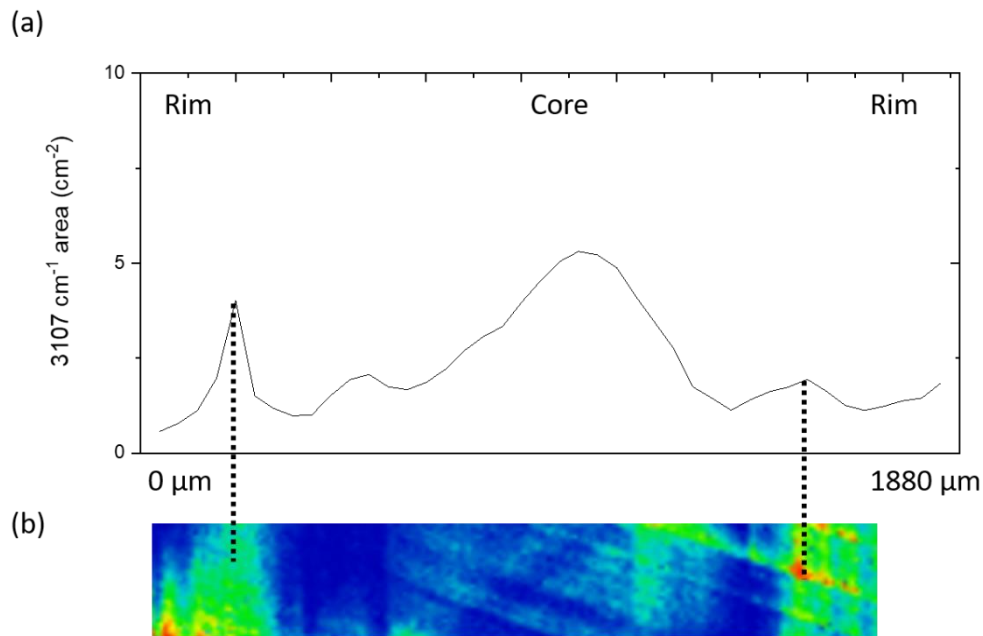 (a)
10
Rim Core Rim
3107 cm⁻¹ area (cm⁻²)
5
0
0 µm 1880 µm
(b)